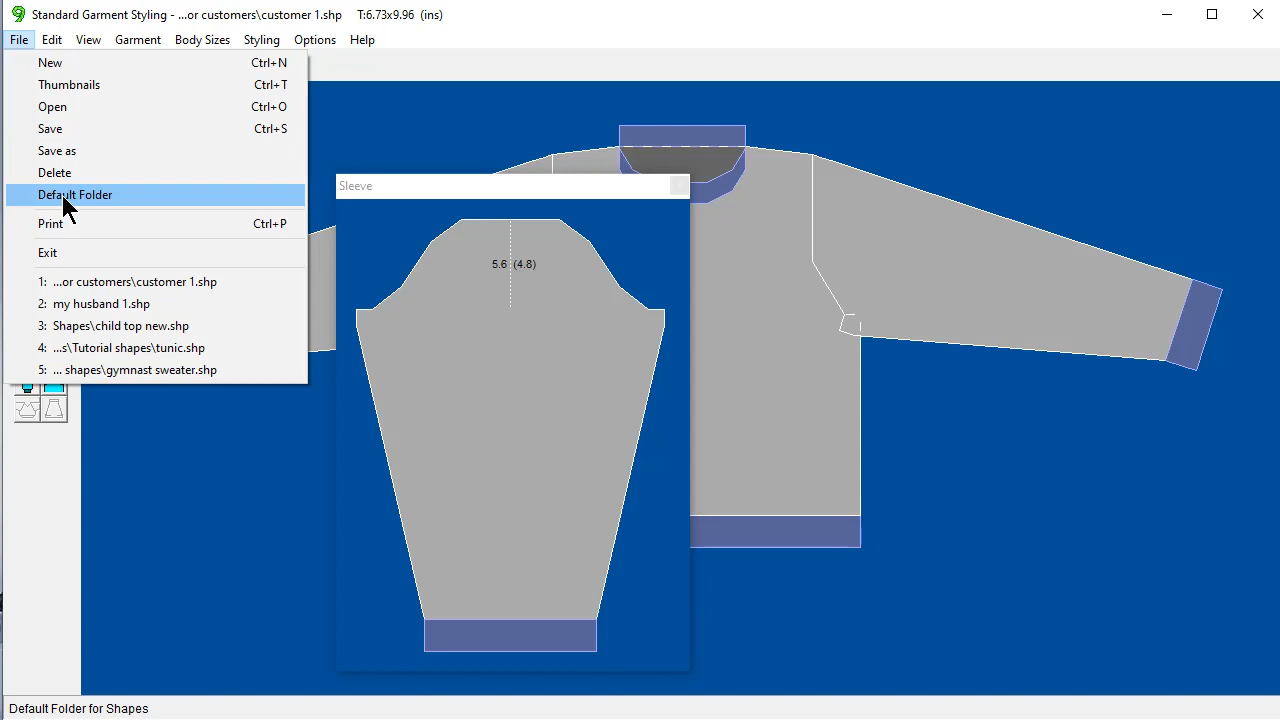 Standard Garment Styling - ...or customers\customer 1.shp T:6.73x9.96 (ins)
File Edit View Garment Body Sizes Styling Options Help
New Ctrl+N
Thumbnails Ctrl+T
Open Ctrl+O
Save Ctrl+S
Save as
Delete
Default Folder
Print Ctrl+P
Exit
1: ...or customers\customer 1.shp
2: my husband 1.shp
3: Shapes\child top new.shp
4: ...s\Tutorial shapes\tunic.shp
5: ... shapes\gymnast sweater.shp
Sleeve
5.6 (4.8)
Default Folder for Shapes